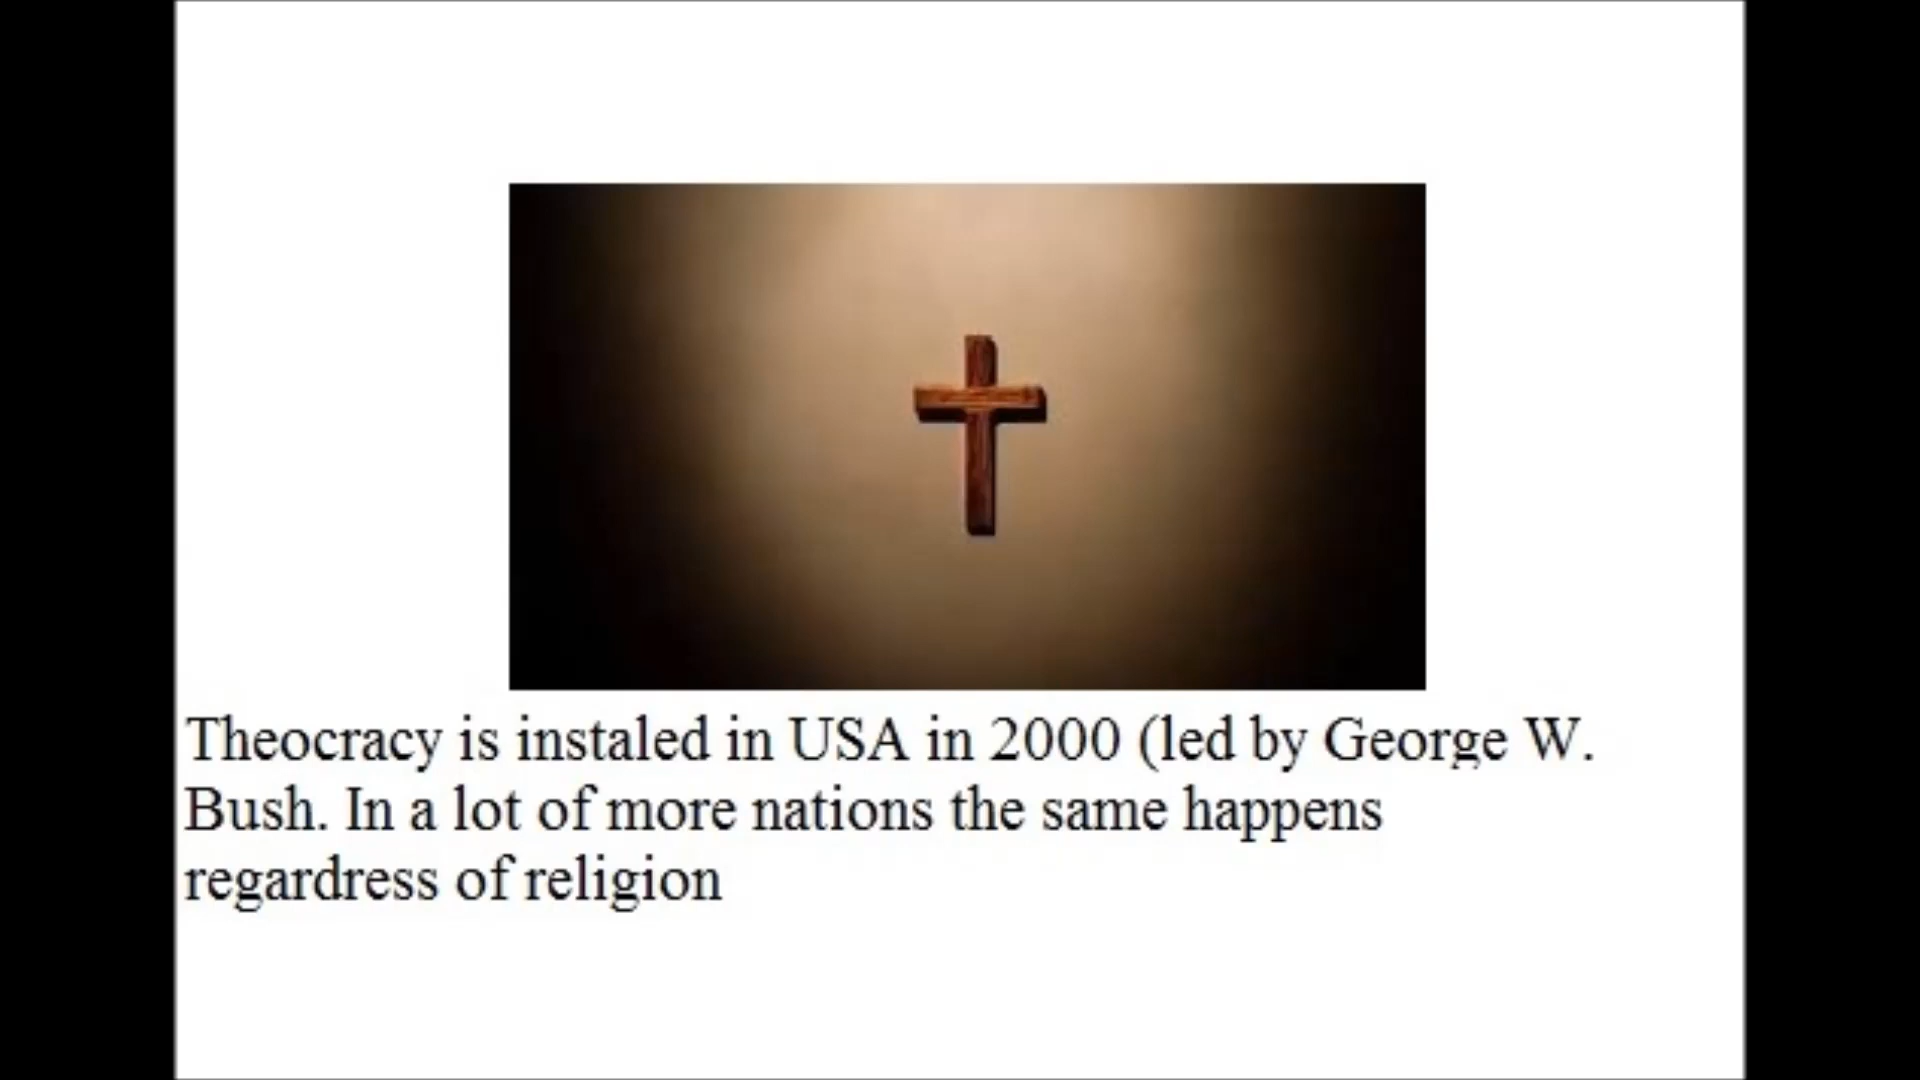 Theocracy is instaled in USA in 2000 (led by George W.
Bush. In a lot of more nations the same happens
regardress of religion